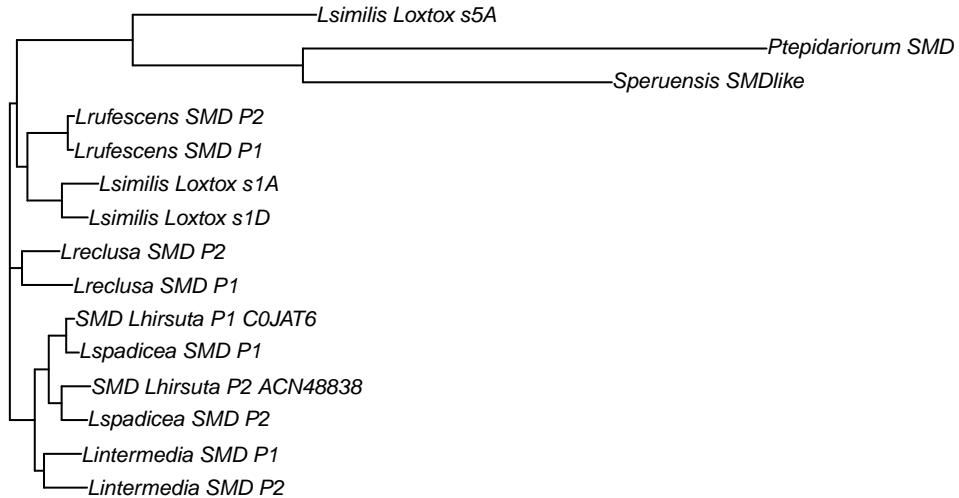 Lsimilis Loxtox s5A
Ptepidariorum SMD
Speruensis SMDlike
Lrufescens SMD P2
Lrufescens SMD P1
Lsimilis Loxtox s1A
Lsimilis Loxtox s1D
Lreclusa SMD P2
Lreclusa SMD P1
SMD Lhirsuta P1 C0JAT6
Lspadicea SMD P1
SMD Lhirsuta P2 ACN48838
Lspadicea SMD P2
Lintermedia SMD P1
Lintermedia SMD P2